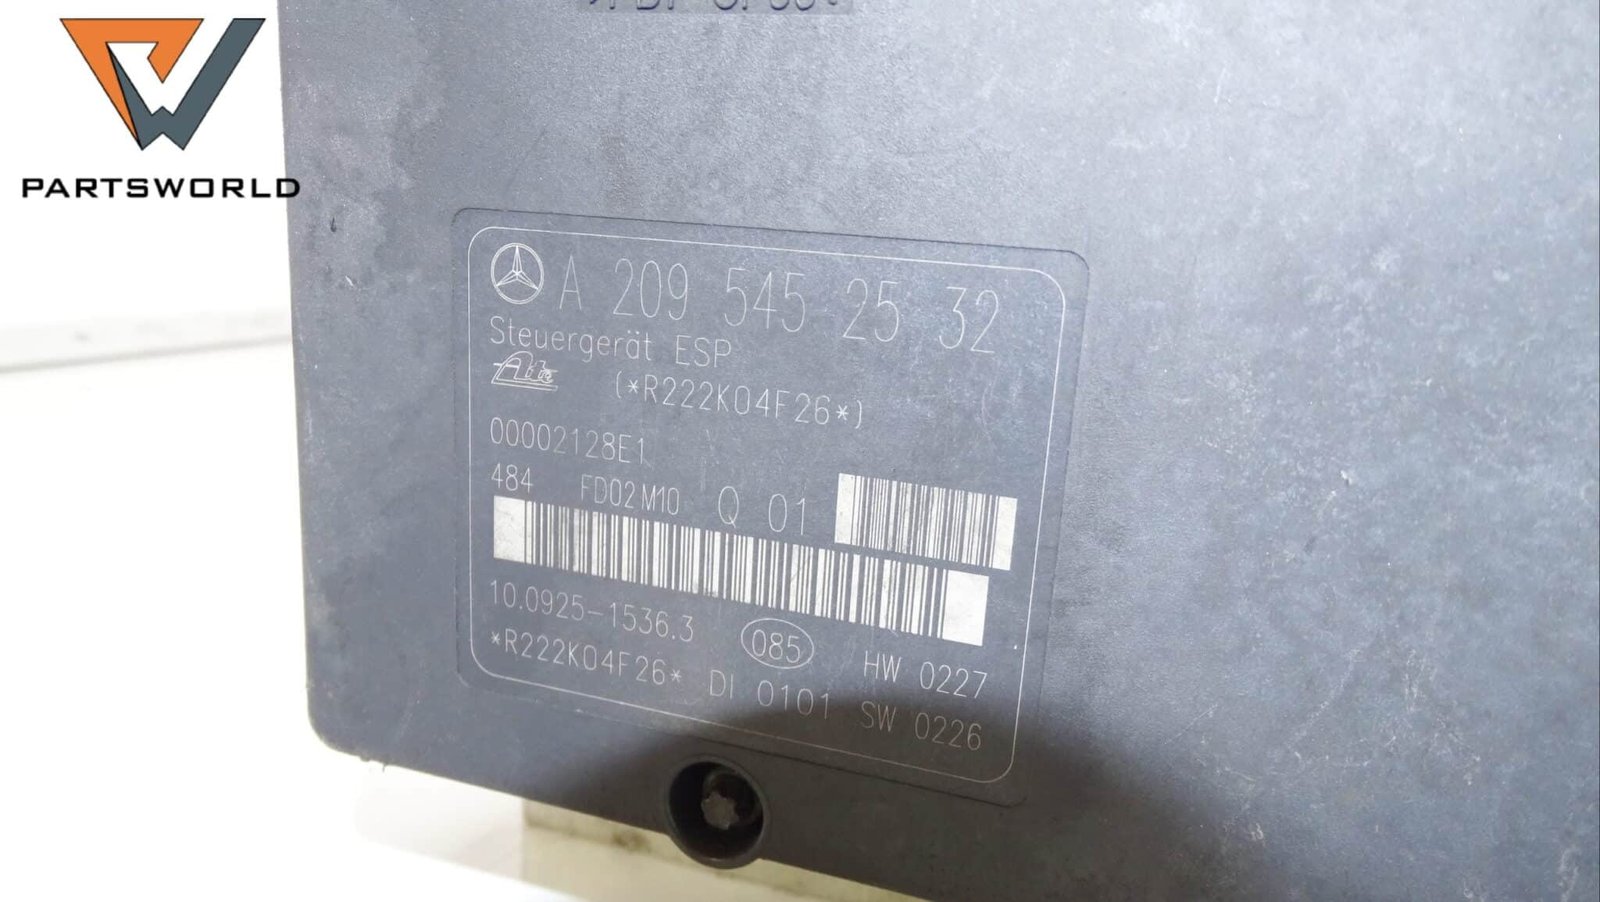 PARTSWORLD
A 209 545 25 32
Steuergerät ESP
Ate (*R222K04F26*)
00002128E1
484 FD02M10 Q 01
10.0925-1536.3 085 HW 0227
*R222K04F26* DI 0101 SW 0226